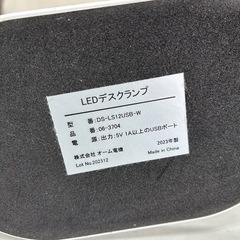 LEDデスクランプ
型　番：DS-LS12USB-W
品　番：06-3704
電　源：出力：5V 1A以上のUSBポート
株式会社 オーム電機　2023年製
Lot No.202312　Made in China